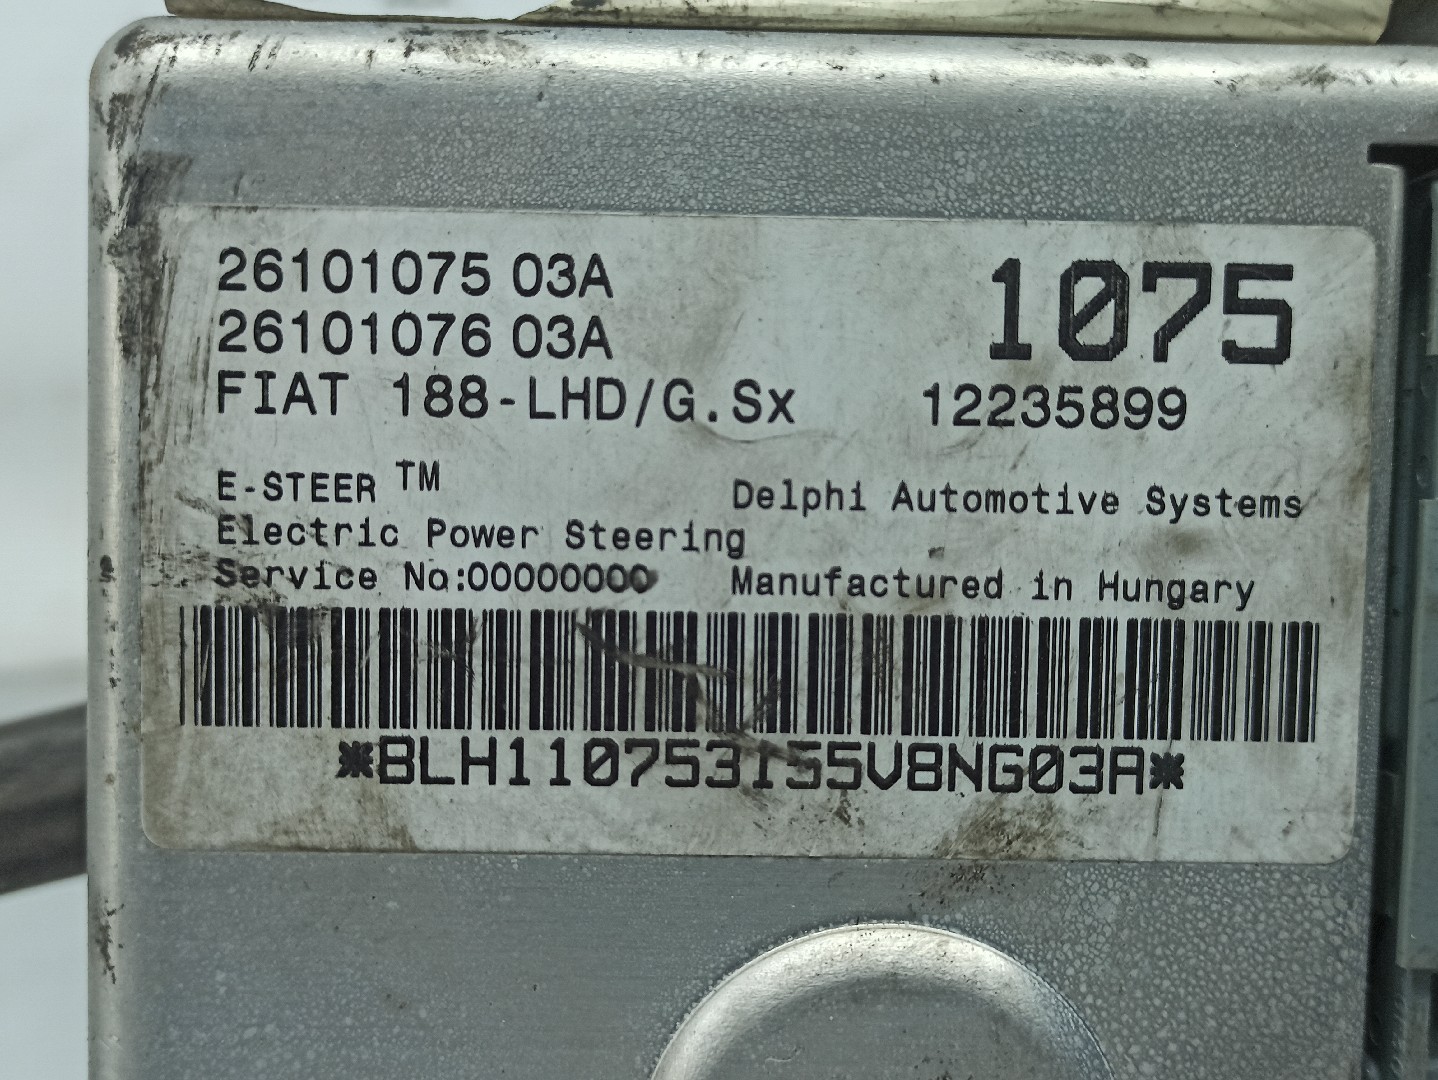 26101075 03A 1075
26101076 03A
FIAT 188-LHD/G.Sx 12235899
E-STEER TM
Delphi Automotive Systems
Electric Power Steering
Service No:00000000 Manufactured in Hungary
*BLH110753155V8NG03A*